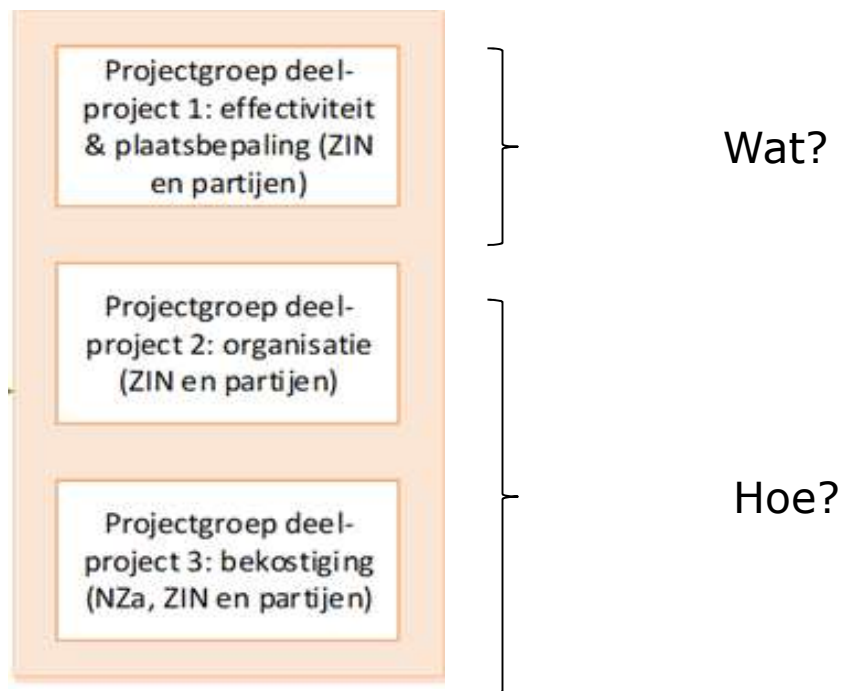 Projectgroep deel-
project 1: effectiviteit
& plaatsbepaling (ZIN
en partijen)
Wat?
Projectgroep deel-
project 2: organisatie
(ZIN en partijen)
Hoe?
Projectgroep deel-
project 3: bekostiging
(NZa, ZIN en partijen)